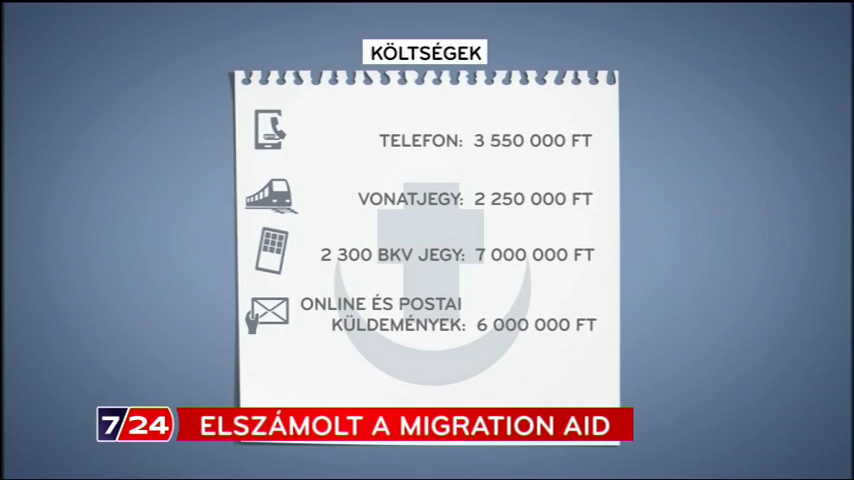 KÖLTSÉGEK
TELEFON: 3 550 000 FT
VONATJEGY: 2 250 000 FT
2 300 BKV JEGY: 7 000 000 FT
ONLINE ÉS POSTAI
KÜLDEMÉNYEK: 6 000 000 FT
7/24 ELSZÁMOLT A MIGRATION AID